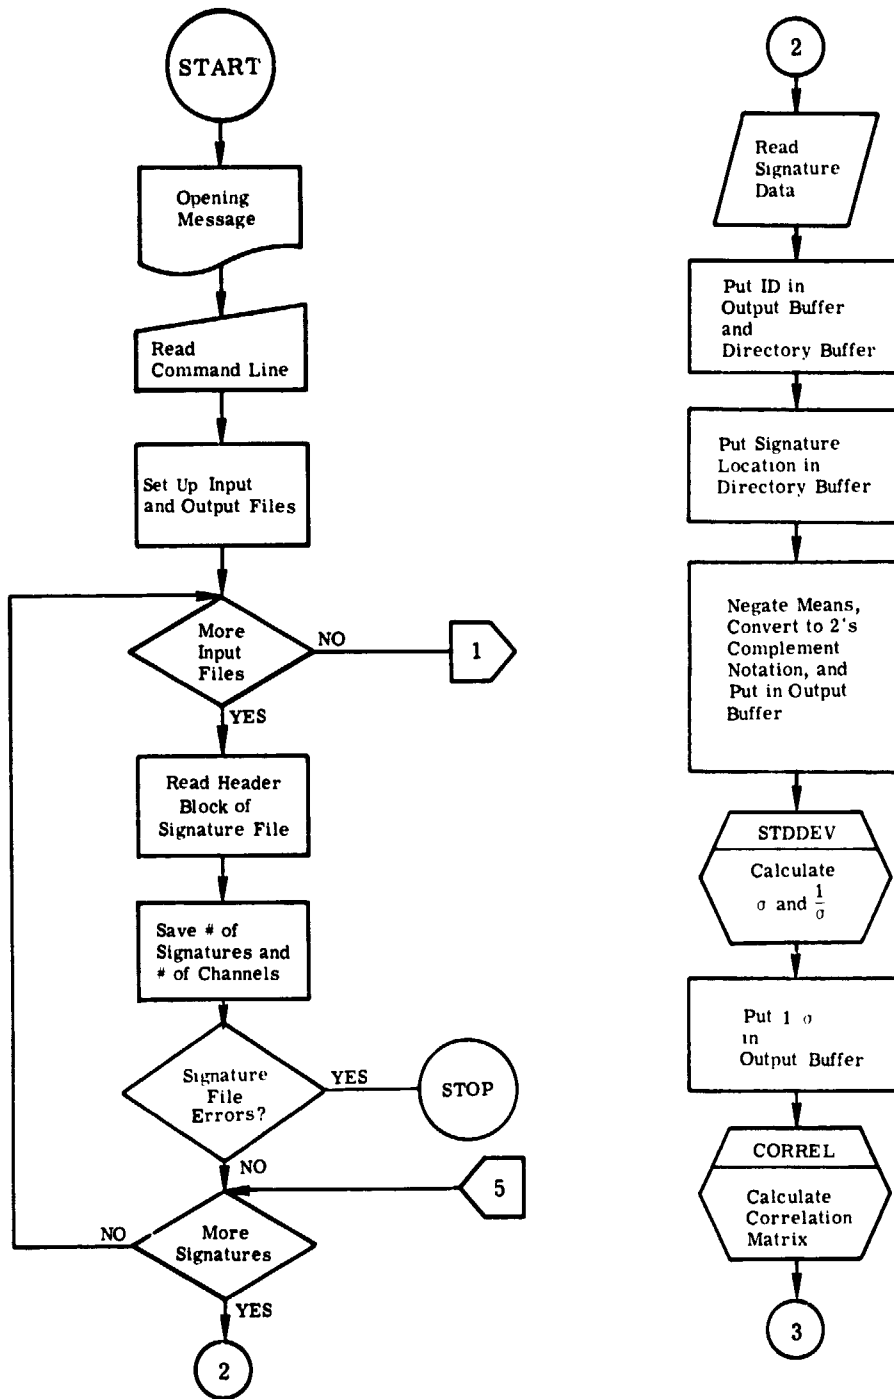 START
Opening
Message
Read
Command Line
Set Up Input
and Output Files
More
Input
Files
NO
1
YES
Read Header
Block of
Signature File
Save # of
Signatures and
# of Channels
Signature
File
Errors?
YES
STOP
NO
5
More
Signatures
NO
YES
2
2
Read
Signature
Data
Put ID in
Output Buffer
and
Directory Buffer
Put Signature
Location in
Directory Buffer
Negate Means,
Convert to 2's
Complement
Notation, and
Put in Output
Buffer
STDDEV
Calculate
σ and 1/σ
Put 1 σ
in
Output Buffer
CORREL
Calculate
Correlation
Matrix
3